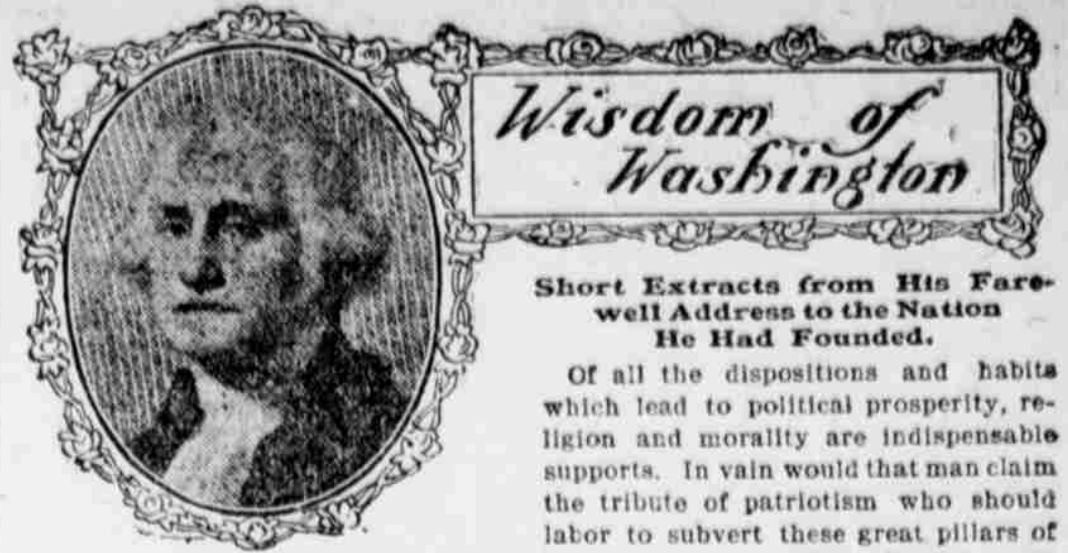 Wisdom of
Washington
Short Extracts from His Fare-
well Address to the Nation
He Had Founded.
Of all the dispositions and habits
which lead to political prosperity, re-
ligion and morality are indispensable
supports. In vain would that man claim
the tribute of patriotism who should
labor to subvert these great pillars of